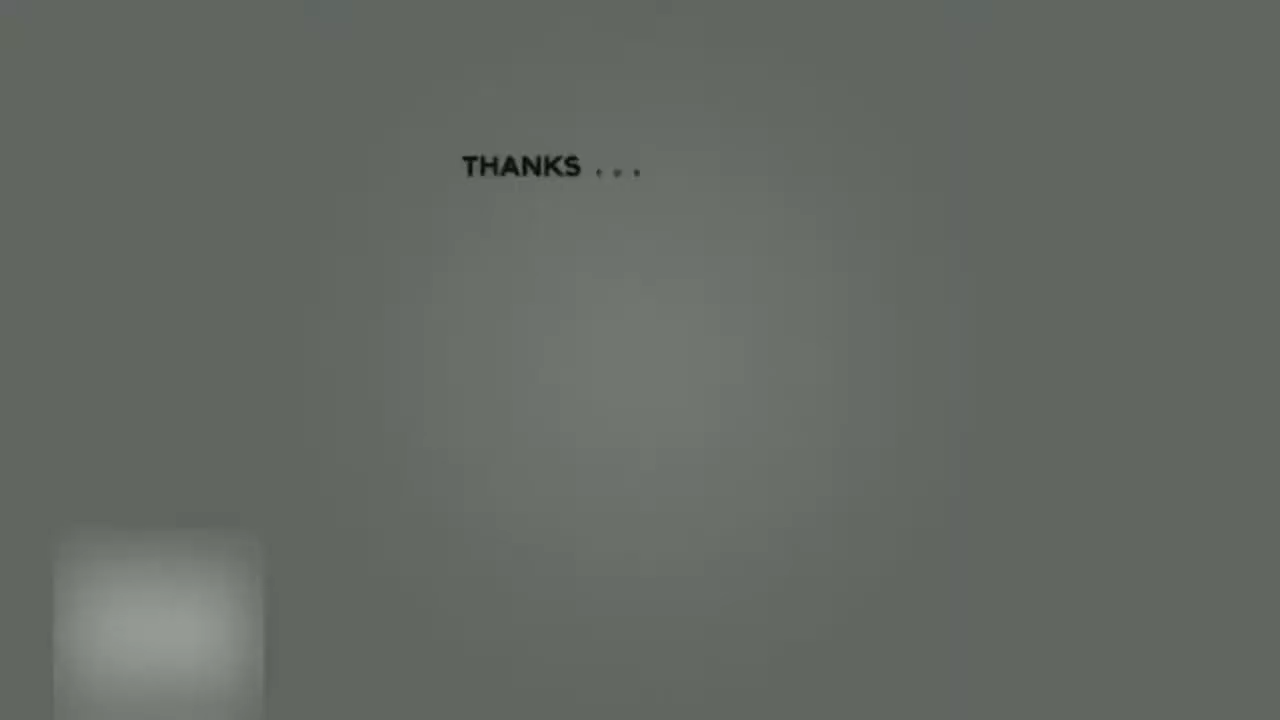 THANKS . . .